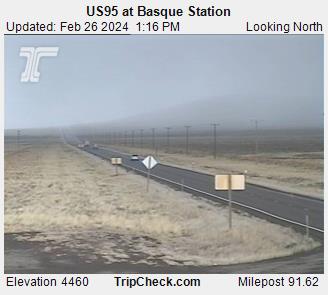 US95 at Basque Station
Updated: Feb 26 2024 1:16 PM Looking North
Elevation 4460 TripCheck.com Milepost 91.62